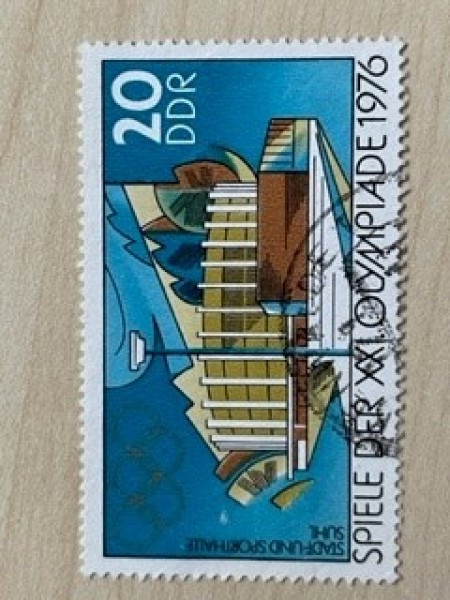 20
DDR
STADT-UND SPORTHALLE
SUHL
SPIELE DER XXI.OLYMPIADE 1976